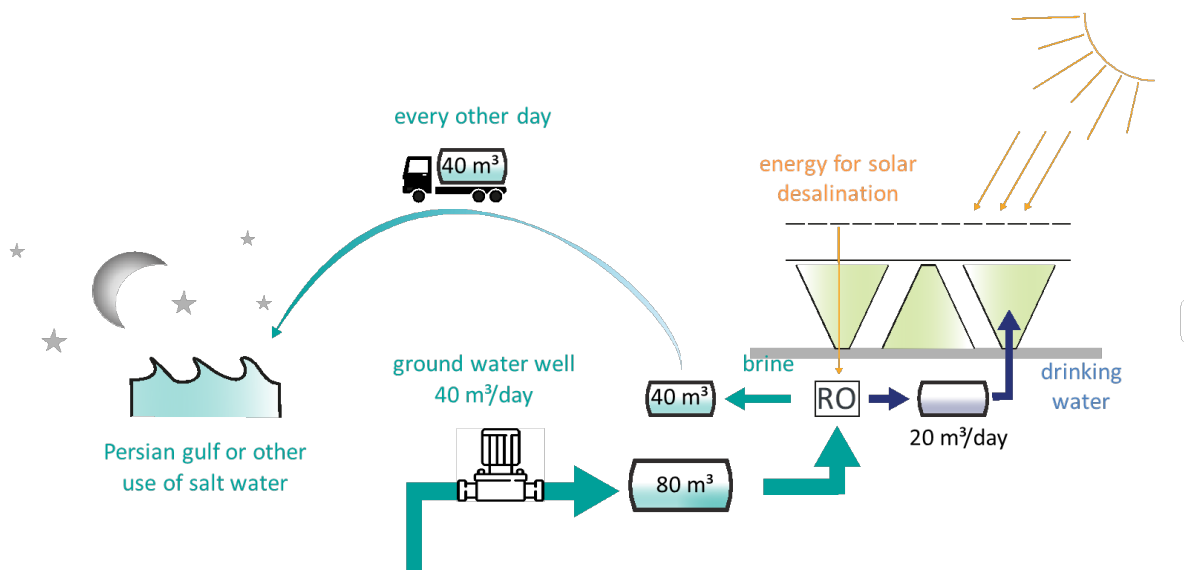 every other day
40 m³
energy for solar
desalination
ground water well
40 m³/day
brine
40 m³
RO
drinking
water
20 m³/day
Persian gulf or other
use of salt water
80 m³